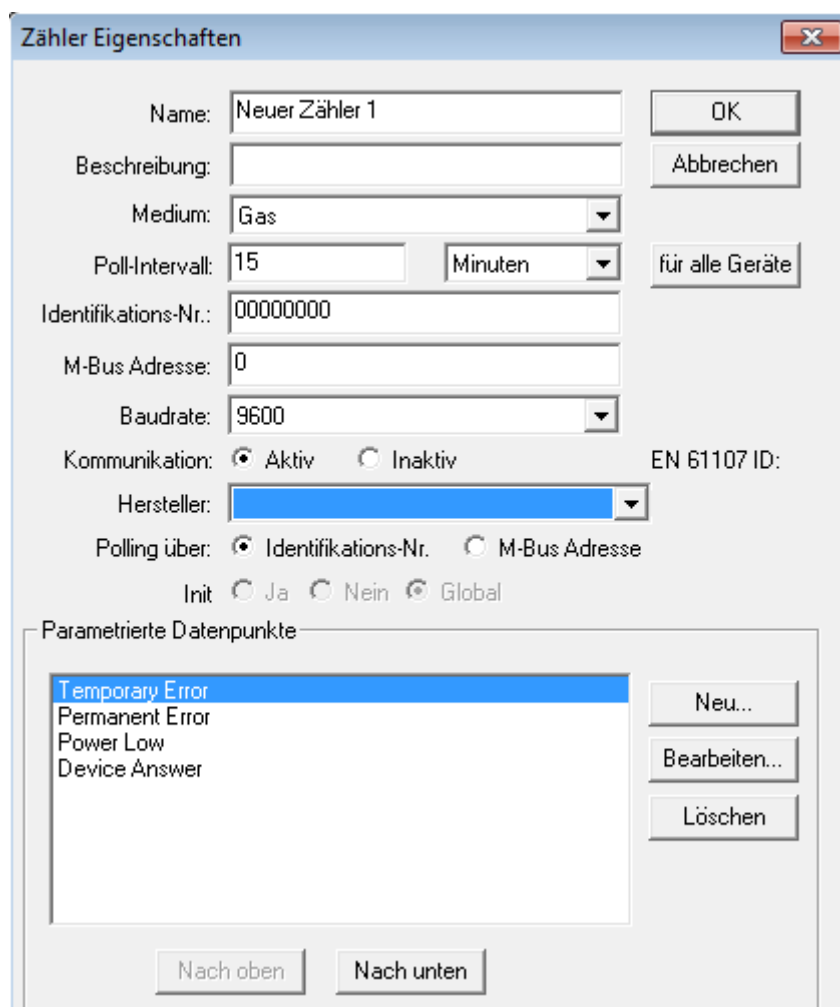 Zähler Eigenschaften
Name: Neuer Zähler 1 OK
Beschreibung: Abbrechen
Medium: Gas
Poll-Intervall: 15 Minuten für alle Geräte
Identifikations-Nr.: 00000000
M-Bus Adresse: 0
Baudrate: 9600
Kommunikation: Aktiv Inaktiv EN 61107 ID:
Hersteller:
Polling über: Identifikations-Nr. M-Bus Adresse
Init Ja Nein Global
Parametrierte Datenpunkte
Temporary Error
Permanent Error
Power Low
Device Answer
Neu...
Bearbeiten...
Löschen
Nach oben Nach unten